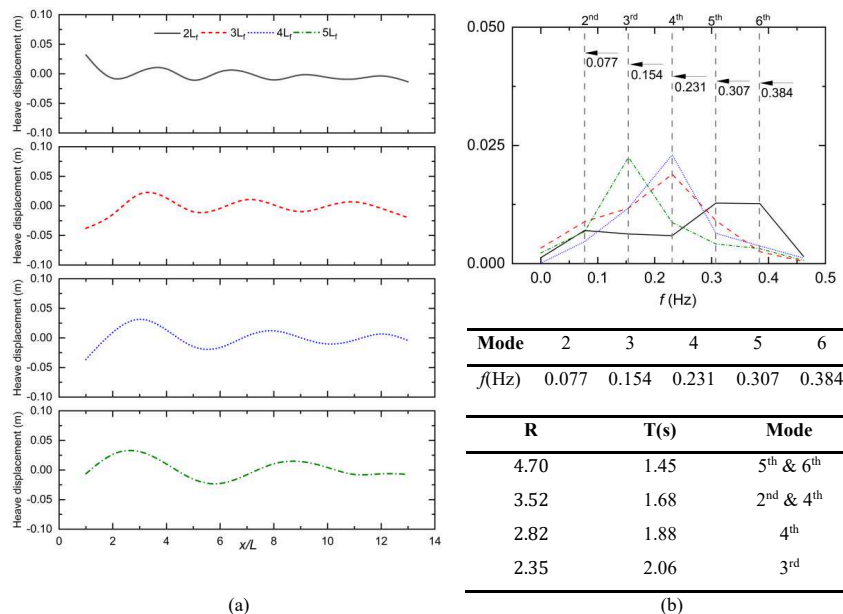 0.10
0.05
0.00
-0.05
-0.10
Heave displacement (m)
2L_f 3L_f 4L_f 5L_f
0.10
0.05
0.00
-0.05
-0.10
Heave displacement (m)
0.10
0.05
0.00
-0.05
-0.10
Heave displacement (m)
0.10
0.05
0.00
-0.05
-0.10
Heave displacement (m)
0 2 4 6 8 10 12 14
x/L
(a)
2nd 3rd 4th 5th 6th
0.050
0.025
0.000
0.077
0.154
0.231
0.307
0.384
0.0 0.1 0.2 0.3 0.4 0.5
f (Hz)
Mode 2 3 4 5 6
f(Hz) 0.077 0.154 0.231 0.307 0.384
R T(s) Mode
4.70 1.45 5th & 6th
3.52 1.68 2nd & 4th
2.82 1.88 4th
2.35 2.06 3rd
(b)